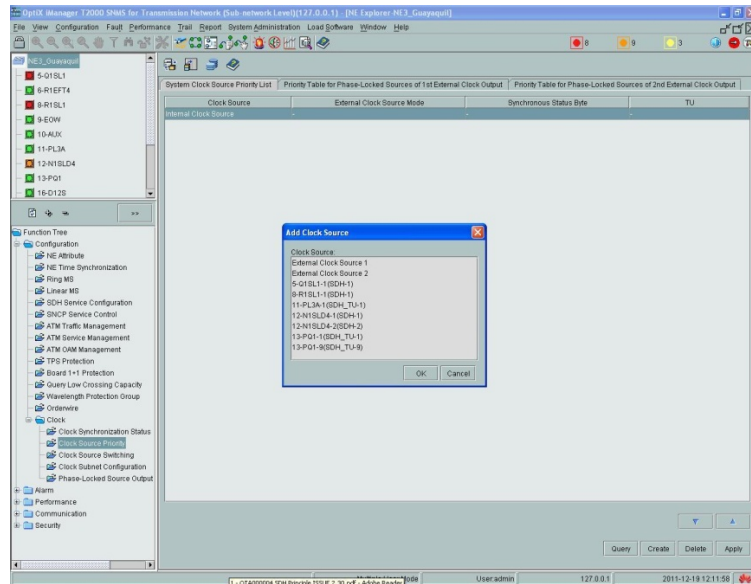 OptiX iManager T2000 SNMS for Transmission Network (Sub-network Level)(127.0.0.1) - [NE Explorer-NE3_Guayaquil]
File View Configuration Fault Performance Trail Report System Administration Load Software Window Help
8 9 3
NE3_Guayaquil
5-Q1SL1
6-R1EFT4
8-R1SL1
9-EOW
10-AUX
11-PL3A
12-N1SLD4
13-PQ1
16-D12S
>>
System Clock Source Priority List Priority Table for Phase-Locked Sources of 1st External Clock Output Priority Table for Phase-Locked Sources of 2nd External Clock Output
Clock Source External Clock Source Mode Synchronous Status Byte TU
Internal Clock Source - - -
Function Tree
Configuration
NE Attribute
NE Time Synchronization
Ring MS
Linear MS
SDH Service Configuration
SNCP Service Control
ATM Traffic Management
ATM Service Management
ATM OAM Management
TPS Protection
Board 1+1 Protection
Query Low Crossing Capacity
Wavelength Protection Group
Orderwire
Clock
Clock Synchronization Status
Clock Source Priority
Clock Source Switching
Clock Subnet Configuration
Phase-Locked Source Output
Alarm
Performance
Communication
Security
Add Clock Source
Clock Source:
External Clock Source 1
External Clock Source 2
5-Q1SL1-1(SDH-1)
8-R1SL1-1(SDH-1)
11-PL3A-1(SDH_TU-1)
12-N1SLD4-1(SDH-1)
12-N1SLD4-2(SDH-2)
13-PQ1-1(SDH_TU-1)
13-PQ1-9(SDH_TU-9)
OK Cancel
Query Create Delete Apply
1 - OTA000004 SDH Principle ISSUE 2.30.pdf - Adobe Reader
Mode User:admin 127.0.0.1 2011-12-19 12:11:58